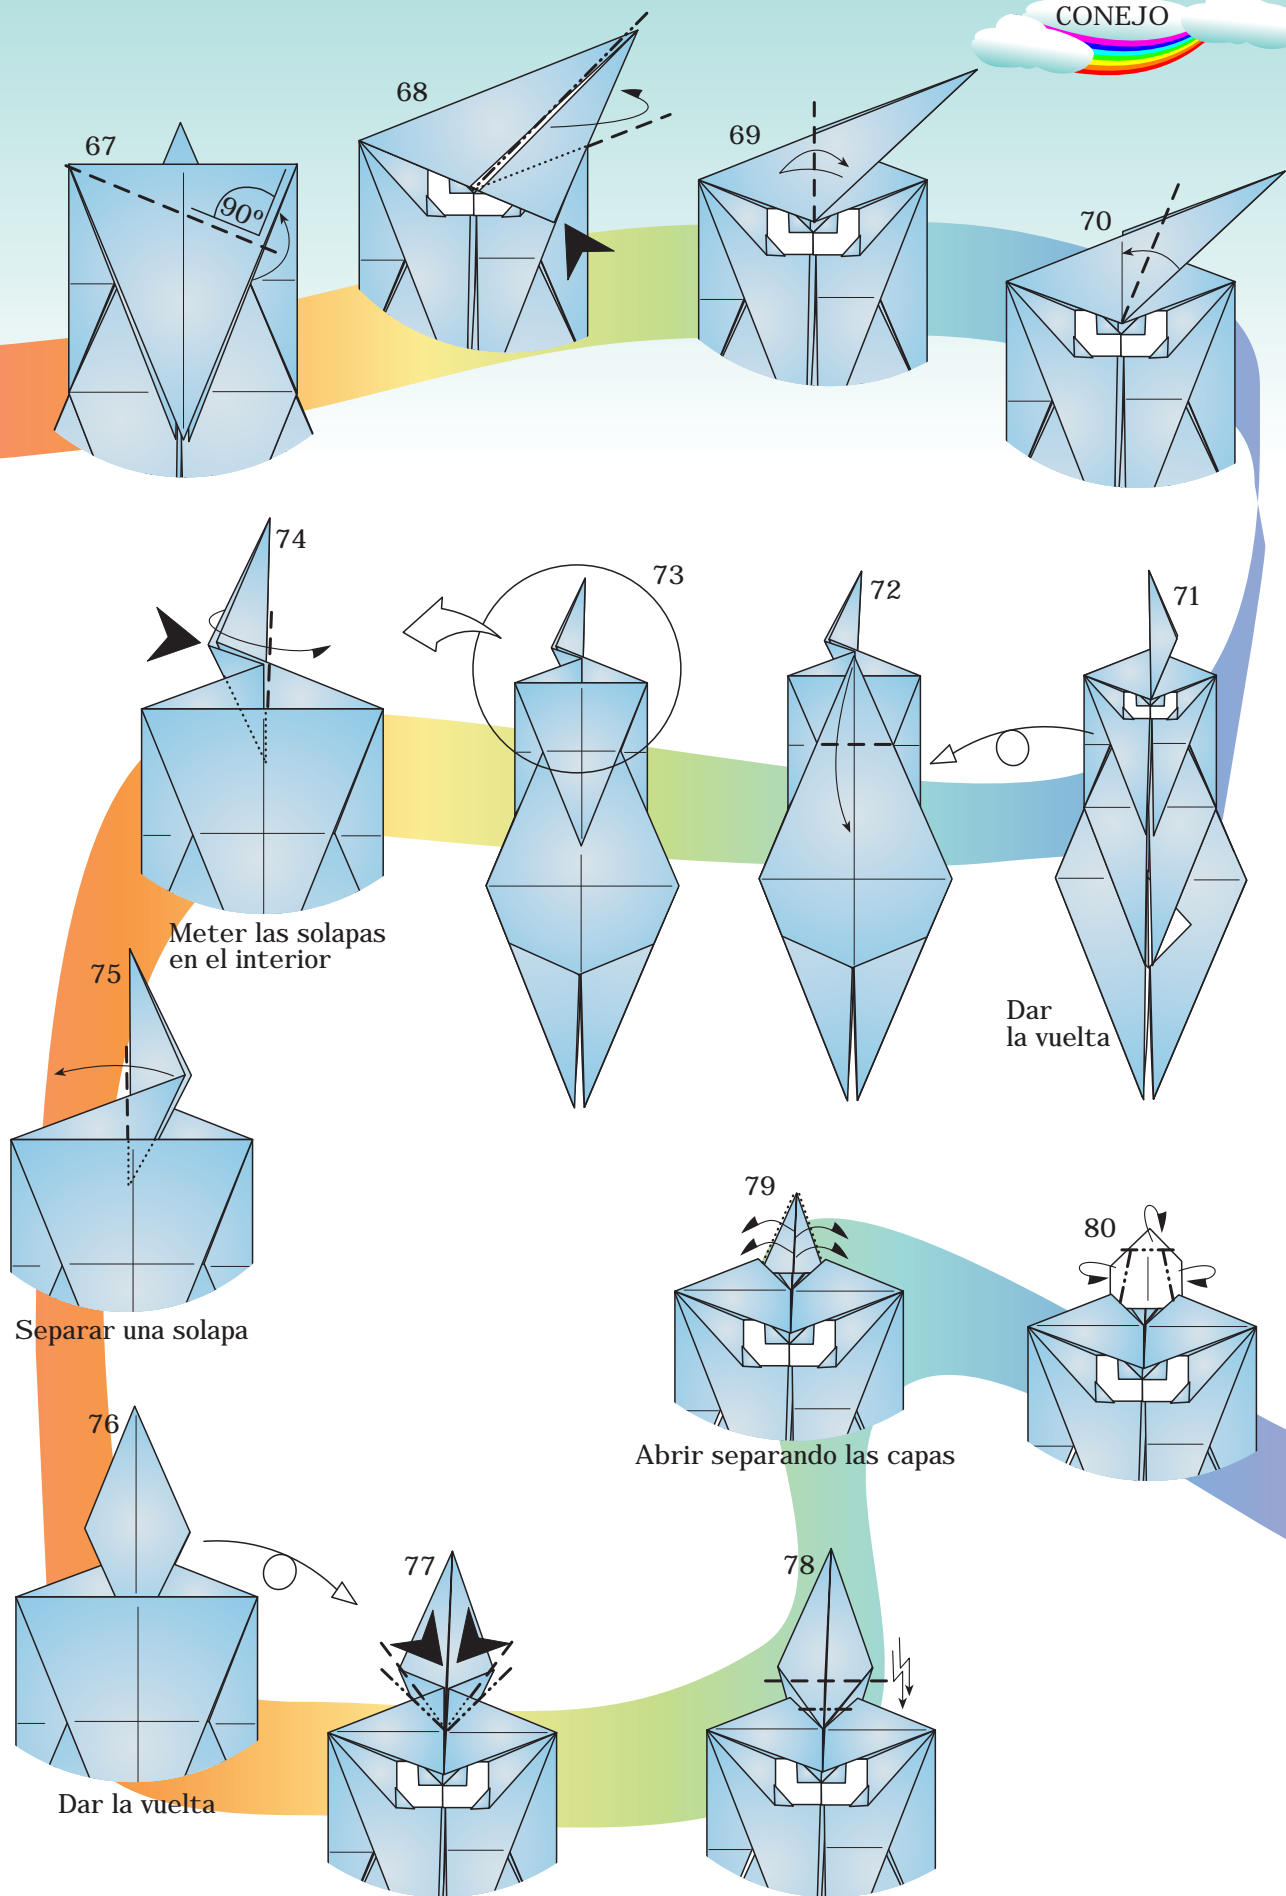 CONEJO
67
90º
68
69
70
71
Dar
la vuelta
72
73
74
Meter las solapas
en el interior
75
Separar una solapa
76
Dar la vuelta
77
78
79
Abrir separando las capas
80